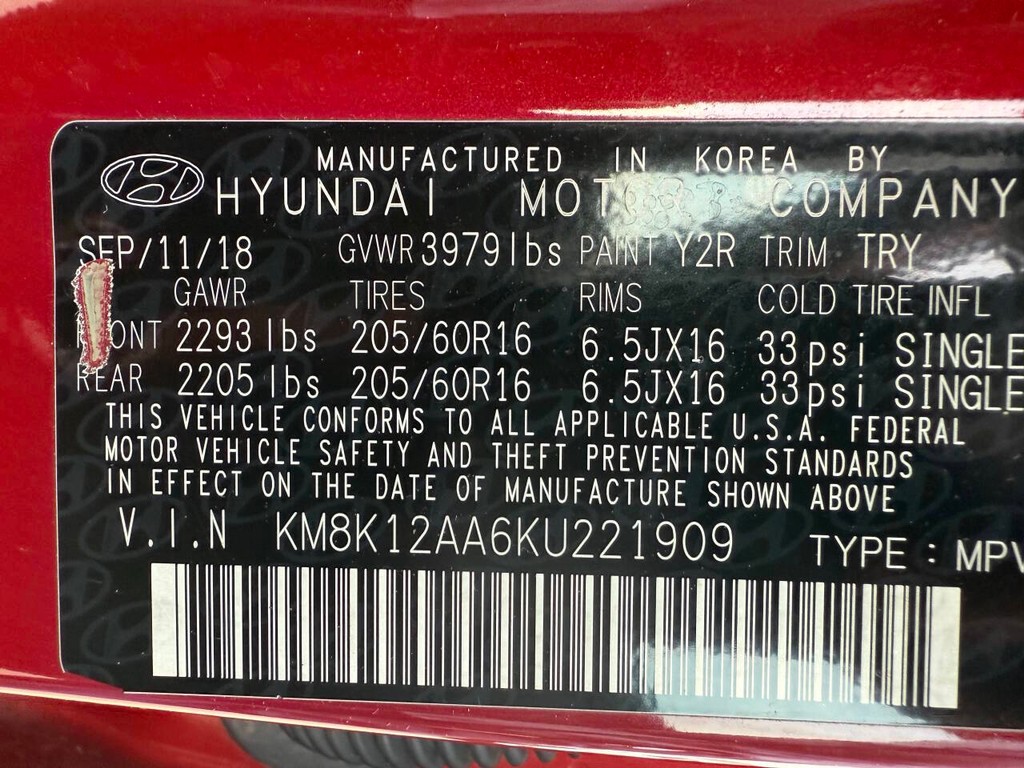 MANUFACTURED IN KOREA BY
HYUNDAI MOTOR COMPANY
SEP/11/18 GVWR 3979lbs PAINT Y2R TRIM TRY
GAWR TIRES RIMS COLD TIRE INFL
FRONT 2293 lbs 205/60R16 6.5JX16 33psi SINGLE
REAR 2205 lbs 205/60R16 6.5JX16 33psi SINGLE
THIS VEHICLE CONFORMS TO ALL APPLICABLE U.S.A. FEDERAL
MOTOR VEHICLE SAFETY AND THEFT PREVENTION STANDARDS
IN EFFECT ON THE DATE OF MANUFACTURE SHOWN ABOVE
V.I.N KM8K12AA6KU221909 TYPE : MPV